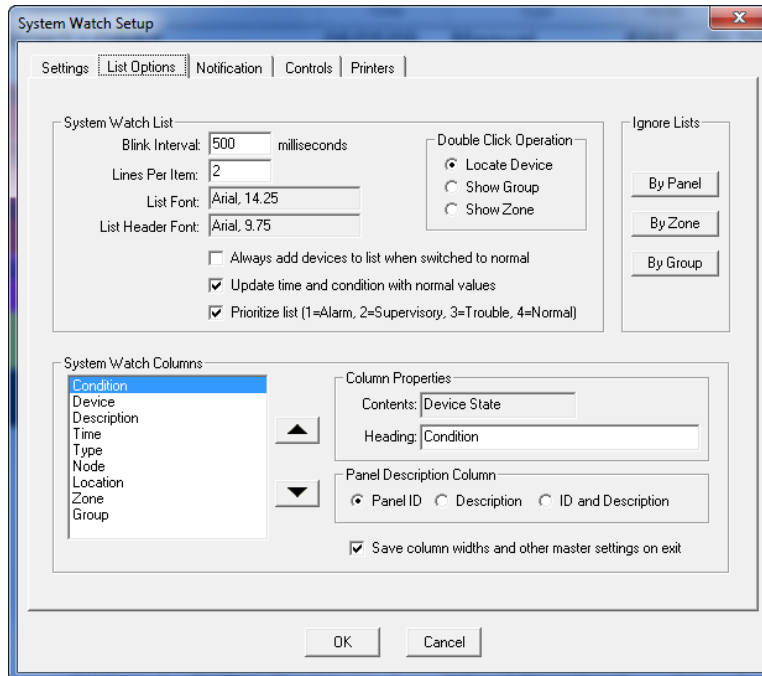 System Watch Setup
X
Settings List Options Notification Controls Printers
System Watch List
Blink Interval: 500 milliseconds
Lines Per Item: 2
List Font: Arial, 14.25
List Header Font: Arial, 9.75
Double Click Operation
Locate Device
Show Group
Show Zone
Always add devices to list when switched to normal
Update time and condition with normal values
Prioritize list (1=Alarm, 2=Supervisory, 3=Trouble, 4=Normal)
Ignore Lists
By Panel
By Zone
By Group
System Watch Columns
Condition
Device
Description
Time
Type
Node
Location
Zone
Group
Column Properties
Contents: Device State
Heading: Condition
Panel Description Column
Panel ID Description ID and Description
Save column widths and other master settings on exit
OK Cancel